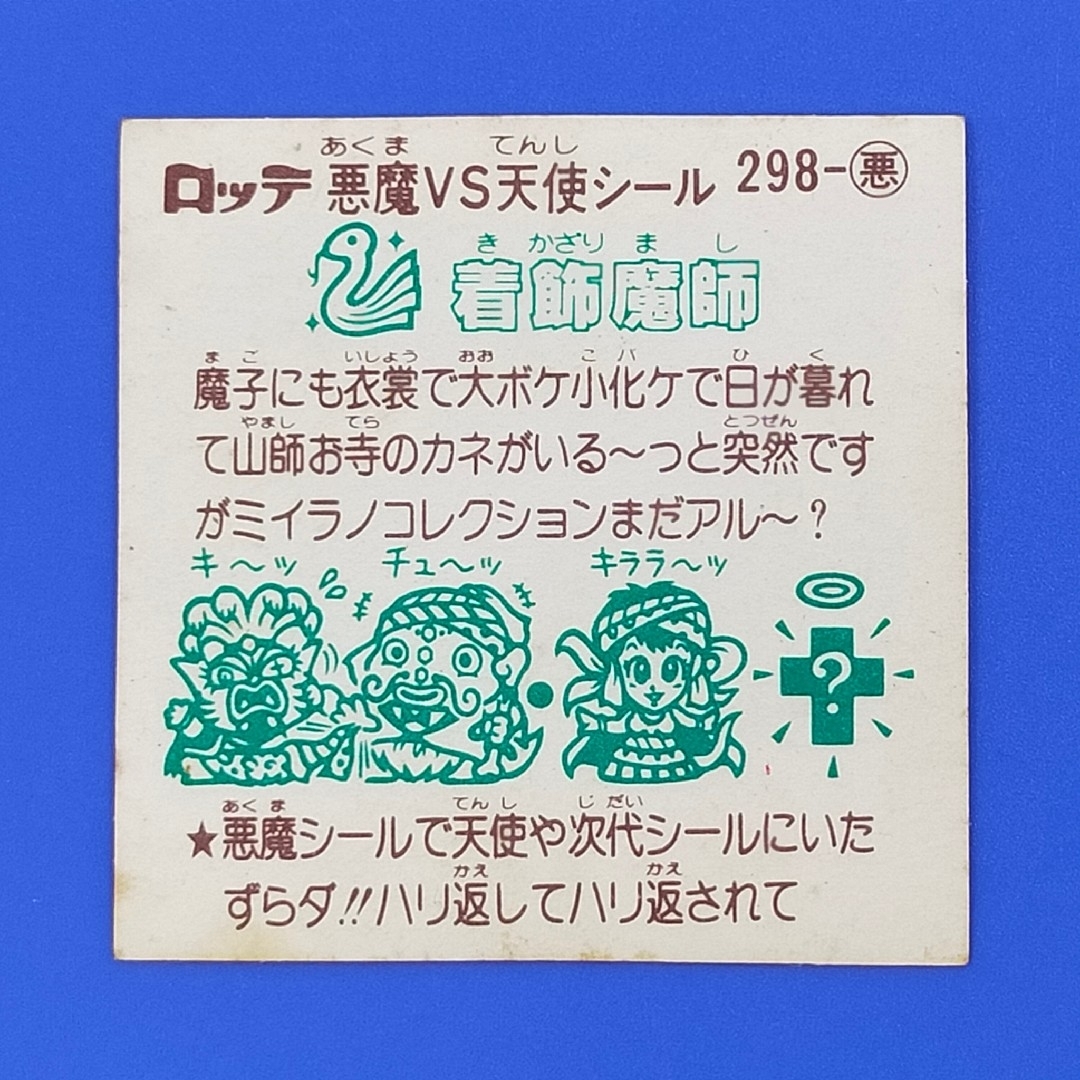 ロッテ 悪魔VS天使シール 298-悪
あくま てんし
着飾魔師
き かざり ま し
魔子にも衣裳で大ボケ小化ケで日が暮れ
ま ご いしょう おお こ バ ひ く
て山師お寺のカネがいる〜っと突然です
やまし てら とつぜん
がミイラノコレクションまだアル〜?
キ〜ッ チュ〜ッ キララ〜ッ
?
★悪魔シールで天使や次代シールにいた
あく ま てん し じ だい
ずらダ!!ハリ返してハリ返されて
かえ かえ